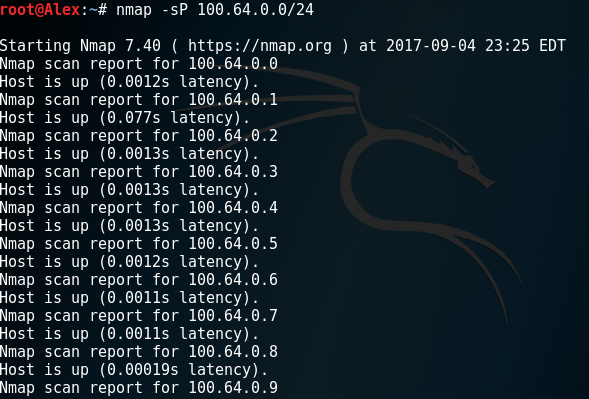 root@Alex:~# nmap -sP 100.64.0.0/24
Starting Nmap 7.40 ( https://nmap.org ) at 2017-09-04 23:25 EDT
Nmap scan report for 100.64.0.0
Host is up (0.0012s latency).
Nmap scan report for 100.64.0.1
Host is up (0.077s latency).
Nmap scan report for 100.64.0.2
Host is up (0.0013s latency).
Nmap scan report for 100.64.0.3
Host is up (0.0013s latency).
Nmap scan report for 100.64.0.4
Host is up (0.0013s latency).
Nmap scan report for 100.64.0.5
Host is up (0.0012s latency).
Nmap scan report for 100.64.0.6
Host is up (0.0011s latency).
Nmap scan report for 100.64.0.7
Host is up (0.0011s latency).
Nmap scan report for 100.64.0.8
Host is up (0.00019s latency).
Nmap scan report for 100.64.0.9